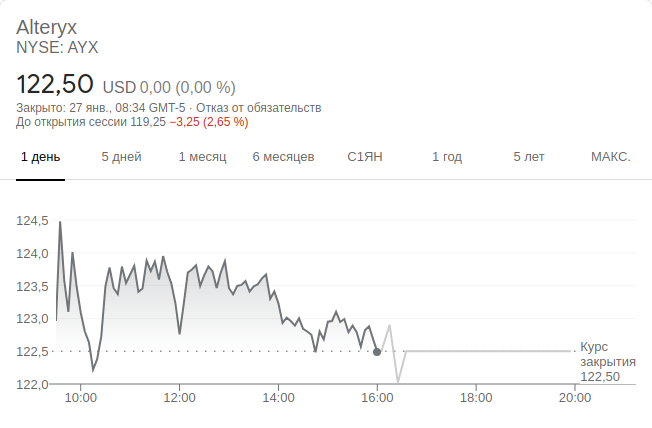 Alteryx
NYSE: AYX
122,50 USD 0,00 (0,00 %)
Закрыто: 27 янв., 08:34 GMT-5 · Отказ от обязательств
До открытия сессии 119,25 −3,25 (2,65 %)
1 день 5 дней 1 месяц 6 месяцев С1ЯН 1 год 5 лет МАКС.
124,5
124,0
123,5
123,0
122,5
122,0
Курс
закрытия
122,50
10:00 12:00 14:00 16:00 18:00 20:00